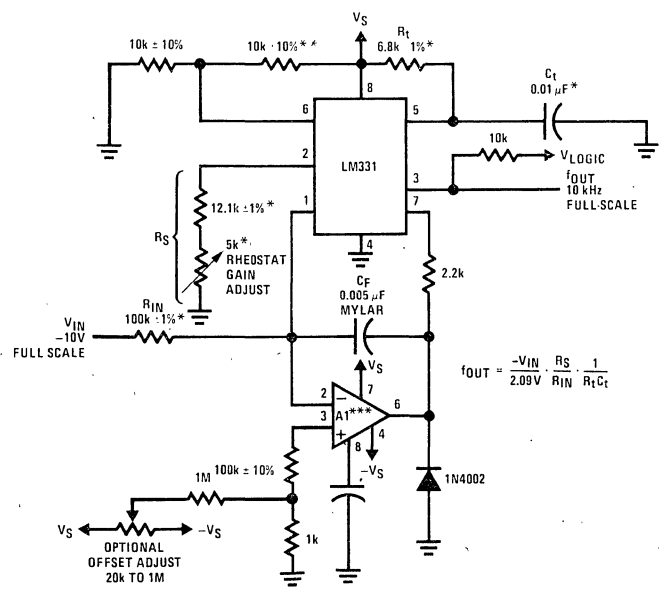 VS
10k ± 10%
10k · 10%**
Rt
6.8k 1%*
Ct
0.01 µF*
8
6
5
10k
VLOGIC
2
LM331
3
fOUT
10 kHz
FULL-SCALE
1
7
12.1k ±1%*
RS
4
5k*
RHEOSTAT
GAIN
ADJUST
2.2k
CF
0.005 µF
MYLAR
RIN
100k ±1%*
VIN
−10V
FULL SCALE
fOUT = −VIN/2.09V · RS/RIN · 1/RtCt
VS
7
2
−
A1***
6
3
+
4
8
−VS
100k ± 10%
1M
1N4002
VS
−VS
1k
OPTIONAL
OFFSET ADJUST
20k TO 1M